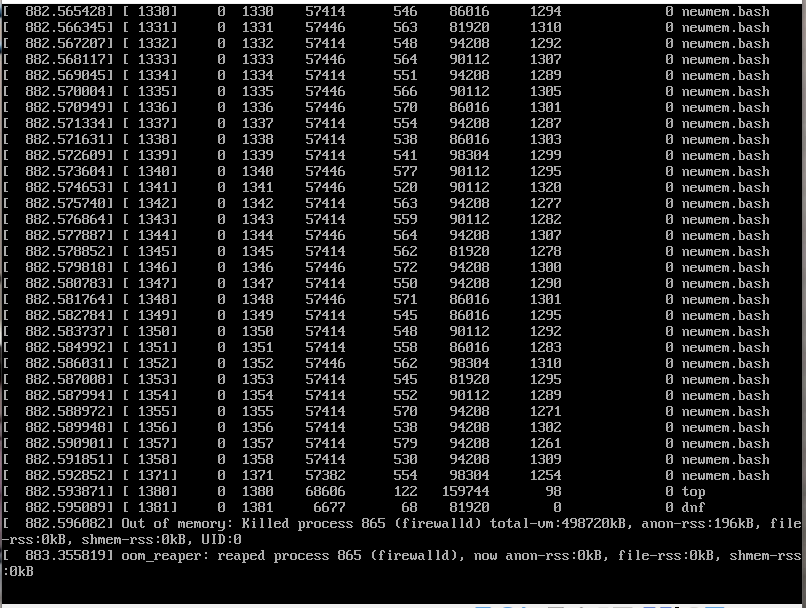 [  882.565428] [ 1330]     0  1330    57414      546    86016     1294             0 newmem.bash
[  882.566345] [ 1331]     0  1331    57446      563    81920     1310             0 newmem.bash
[  882.567207] [ 1332]     0  1332    57414      548    94208     1292             0 newmem.bash
[  882.568117] [ 1333]     0  1333    57446      564    90112     1307             0 newmem.bash
[  882.569045] [ 1334]     0  1334    57414      551    94208     1289             0 newmem.bash
[  882.570004] [ 1335]     0  1335    57446      566    90112     1305             0 newmem.bash
[  882.570949] [ 1336]     0  1336    57446      570    86016     1301             0 newmem.bash
[  882.571337] [ 1337]     0  1337    57414      554    94208     1287             0 newmem.bash
[  882.571631] [ 1338]     0  1338    57414      538    86016     1303             0 newmem.bash
[  882.572609] [ 1339]     0  1339    57414      541    98304     1299             0 newmem.bash
[  882.573604] [ 1340]     0  1340    57446      577    90112     1295             0 newmem.bash
[  882.574653] [ 1341]     0  1341    57446      520    90112     1320             0 newmem.bash
[  882.575740] [ 1342]     0  1342    57414      563    94208     1277             0 newmem.bash
[  882.576864] [ 1343]     0  1343    57414      559    90112     1282             0 newmem.bash
[  882.577887] [ 1344]     0  1344    57446      564    94208     1307             0 newmem.bash
[  882.578852] [ 1345]     0  1345    57414      562    81920     1278             0 newmem.bash
[  882.579818] [ 1346]     0  1346    57446      572    94208     1300             0 newmem.bash
[  882.580783] [ 1347]     0  1347    57414      550    94208     1290             0 newmem.bash
[  882.581764] [ 1348]     0  1348    57446      571    86016     1301             0 newmem.bash
[  882.582784] [ 1349]     0  1349    57414      545    86016     1295             0 newmem.bash
[  882.583737] [ 1350]     0  1350    57414      548    90112     1292             0 newmem.bash
[  882.584992] [ 1351]     0  1351    57414      558    86016     1283             0 newmem.bash
[  882.586031] [ 1352]     0  1352    57446      562    98304     1310             0 newmem.bash
[  882.587008] [ 1353]     0  1353    57414      545    81920     1295             0 newmem.bash
[  882.587994] [ 1354]     0  1354    57414      552    90112     1289             0 newmem.bash
[  882.588972] [ 1355]     0  1355    57414      570    94208     1271             0 newmem.bash
[  882.589948] [ 1356]     0  1356    57414      538    94208     1302             0 newmem.bash
[  882.590901] [ 1357]     0  1357    57414      579    94208     1261             0 newmem.bash
[  882.591851] [ 1358]     0  1358    57414      530    94208     1309             0 newmem.bash
[  882.592852] [ 1371]     0  1371    57382      554    98304     1254             0 newmem.bash
[  882.593871] [ 1380]     0  1380    68606      122   159744       98             0 top
[  882.595089] [ 1381]     0  1381     6677       68    81920        0             0 dnf
[  882.596082] Out of memory: Killed process 865 (firewalld) total-vm:498720kB, anon-rss:196kB, file
-rss:0kB, shmem-rss:0kB, UID:0
[  883.355819] oom_reaper: reaped process 865 (firewalld), now anon-rss:0kB, file-rss:0kB, shmem-rss
:0kB